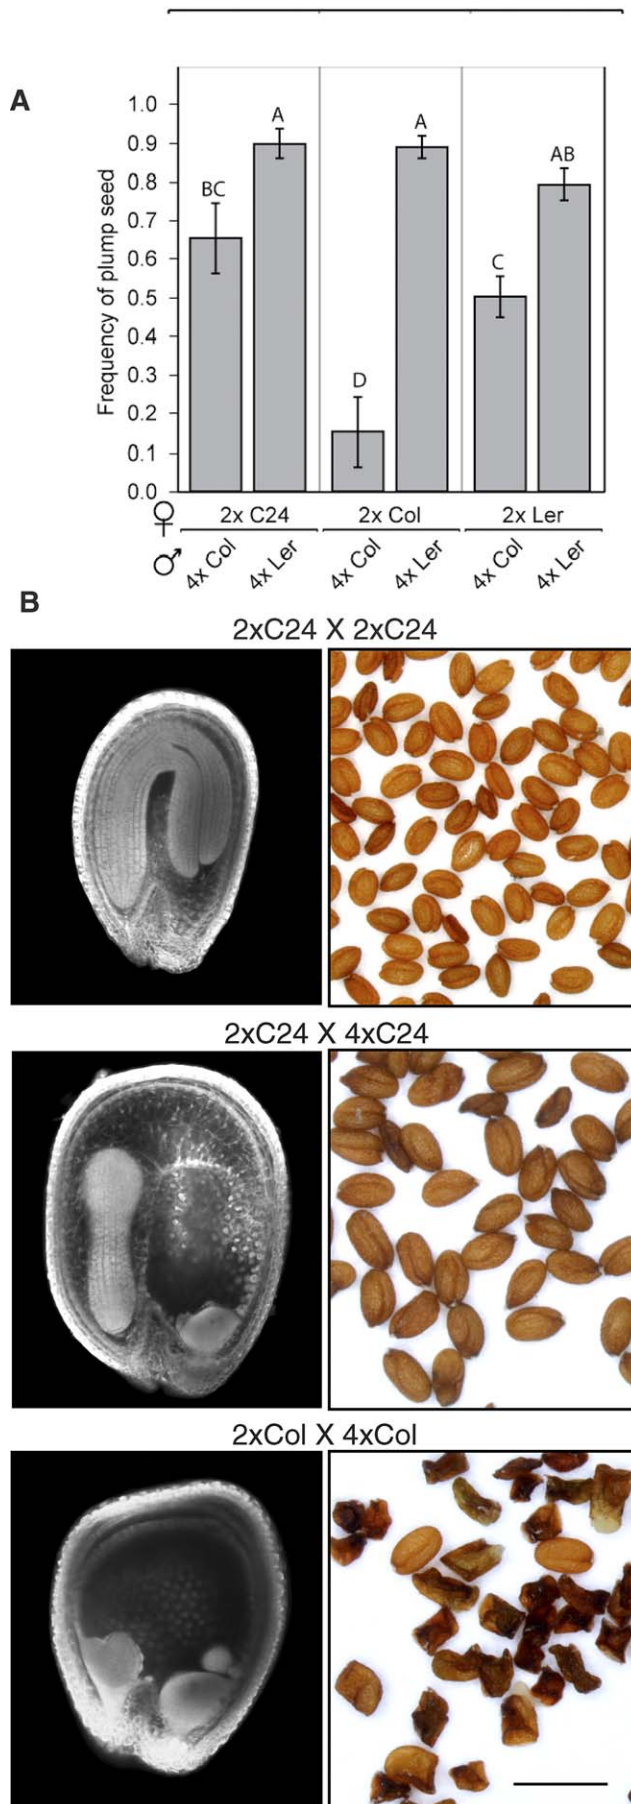 A
Frequency of plump seed
1.0
0.9
0.8
0.7
0.6
0.5
0.4
0.3
0.2
0.1
0.0
BC
A
D
A
C
AB
♀ 2x C24 2x Col 2x Ler
♂ 4x Col 4x Ler 4x Col 4x Ler 4x Col 4x Ler
B
2xC24 X 2xC24
2xC24 X 4xC24
2xCol X 4xCol